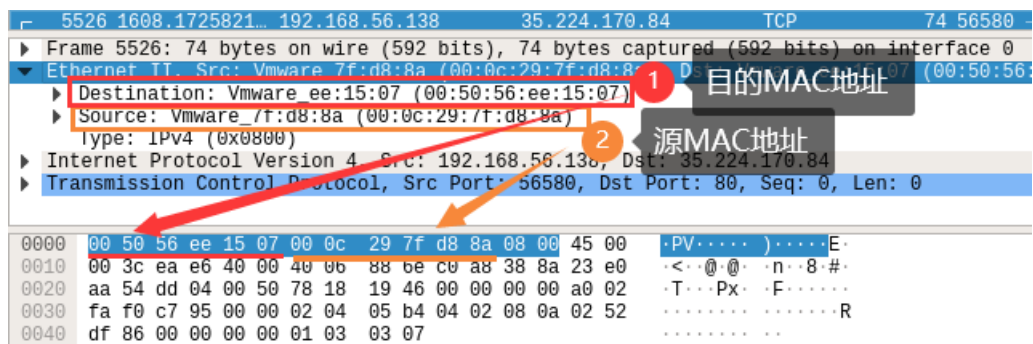 5526 1608.1725821… 192.168.56.138 35.224.170.84 TCP 74 56580
Frame 5526: 74 bytes on wire (592 bits), 74 bytes captured (592 bits) on interface 0
Ethernet II, Src: Vmware_7f:d8:8a (00:0c:29:7f:d8:8a), Dst: Vmware_ee:15:07 (00:50:56:
1 目的MAC地址
Destination: Vmware_ee:15:07 (00:50:56:ee:15:07)
Source: Vmware_7f:d8:8a (00:0c:29:7f:d8:8a)
2 源MAC地址
Type: IPv4 (0x0800)
Internet Protocol Version 4, Src: 192.168.56.138, Dst: 35.224.170.84
Transmission Control Protocol, Src Port: 56580, Dst Port: 80, Seq: 0, Len: 0
0000 00 50 56 ee 15 07 00 0c 29 7f d8 8a 08 00 45 00 ·PV····· )·····E·
0010 00 3c ea e6 40 00 40 06 88 6e c0 a8 38 8a 23 e0 ·<··@·@· ·n··8·#·
0020 aa 54 dd 04 00 50 78 18 19 46 00 00 00 00 a0 02 ·T···Px· ·F······
0030 fa f0 c7 95 00 00 02 04 05 b4 04 02 08 0a 02 52 ········ ·······R
0040 df 86 00 00 00 00 01 03 03 07 ········ ··